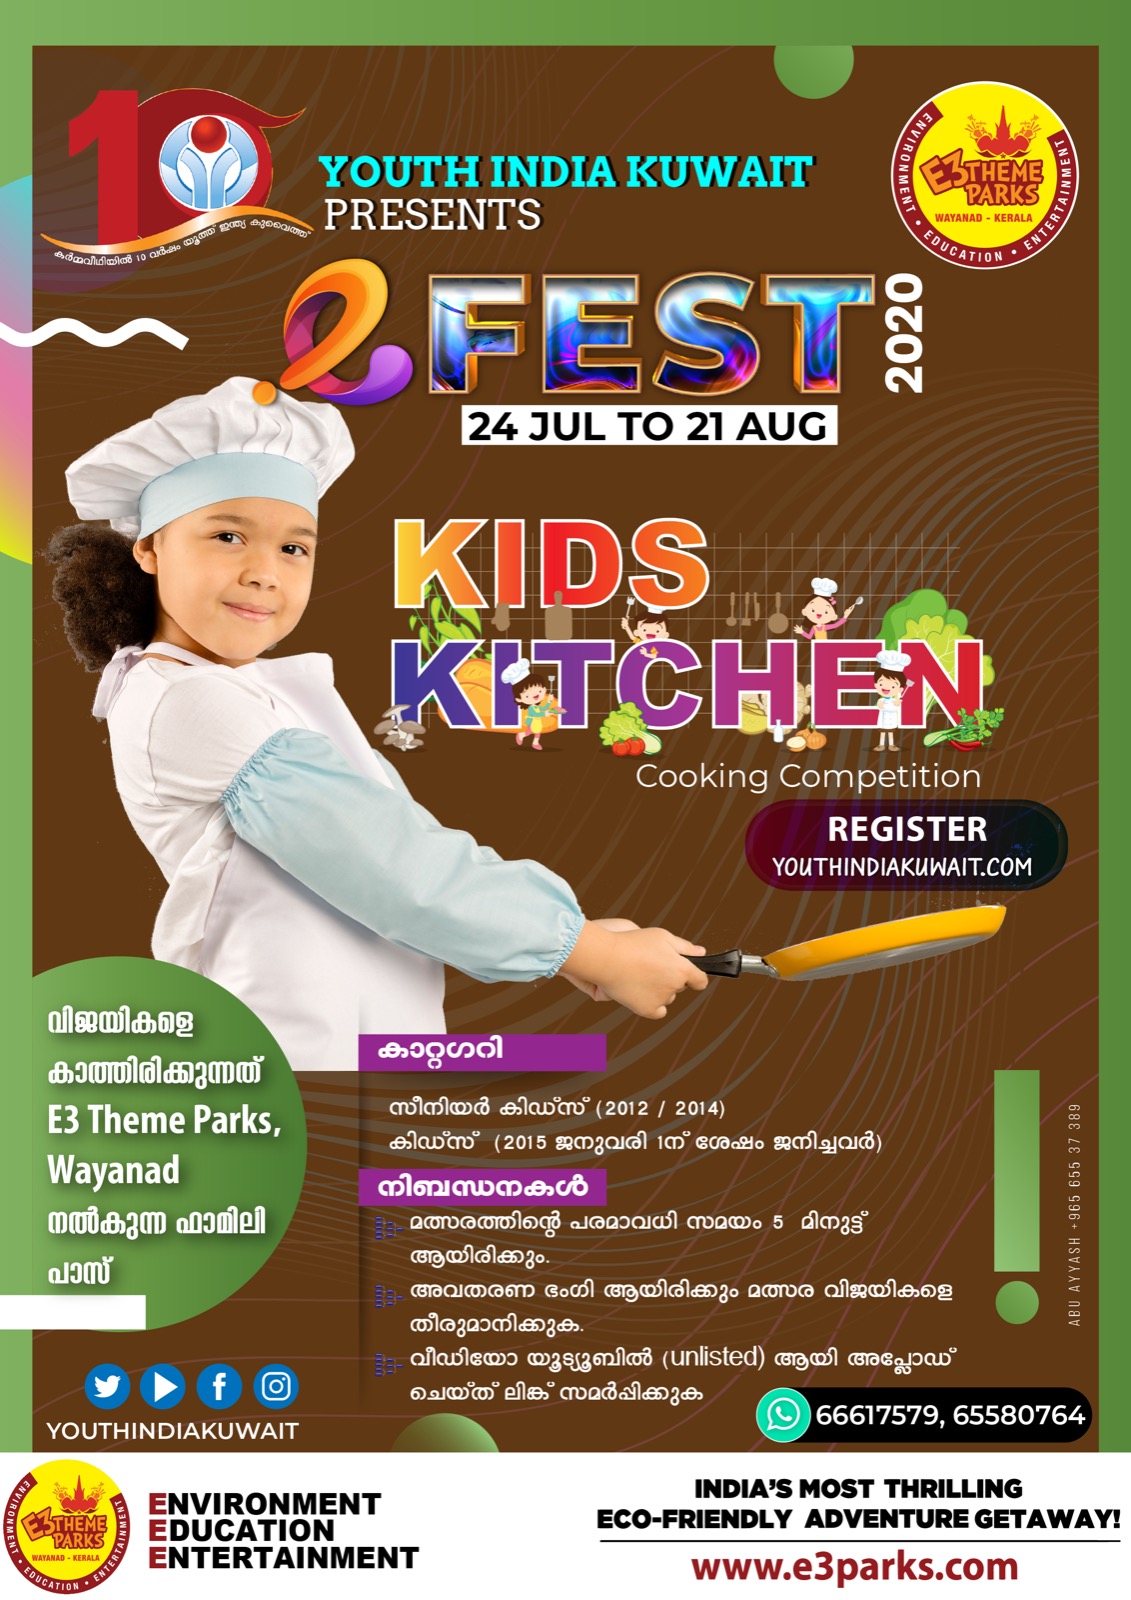 10
കർമ്മവീഥിയിൽ 10 വർഷം യൂത്ത് ഇന്ത്യ കുവൈത്ത്
YOUTH INDIA KUWAIT
PRESENTS
ENVIRONMENT • EDUCATION • ENTERTAINMENT
E3 THEME
PARKS
WAYANAD - KERALA
e FEST
2020
24 JUL TO 21 AUG
KIDS
KITCHEN
Cooking Competition
REGISTER
YOUTHINDIAKUWAIT.COM
വിജയികളെ
കാത്തിരിക്കുന്നത്
E3 Theme Parks,
Wayanad
നൽകുന്ന ഫാമിലി
പാസ്
കാറ്റഗറി
സീനിയർ കിഡ്സ് (2012 / 2014)
കിഡ്സ് (2015 ജനുവരി 1ന് ശേഷം ജനിച്ചവർ)
നിബന്ധനകൾ
മത്സരത്തിന്റെ പരമാവധി സമയം 5 മിനുട്ട്
ആയിരിക്കും.
അവതരണ ഭംഗി ആയിരിക്കും മത്സര വിജയികളെ
തീരുമാനിക്കുക.
വീഡിയോ യൂട്യൂബിൽ (unlisted) ആയി അപ്ലോഡ്
ചെയ്ത് ലിങ്ക് സമർപ്പിക്കുക
ABU AYYASH +965 655 37 389
YOUTHINDIAKUWAIT
66617579, 65580764
ENVIRONMENT • EDUCATION • ENTERTAINMENT
E3 THEME
PARKS
WAYANAD - KERALA
ENVIRONMENT
EDUCATION
ENTERTAINMENT
INDIA'S MOST THRILLING
ECO-FRIENDLY ADVENTURE GETAWAY!
www.e3parks.com